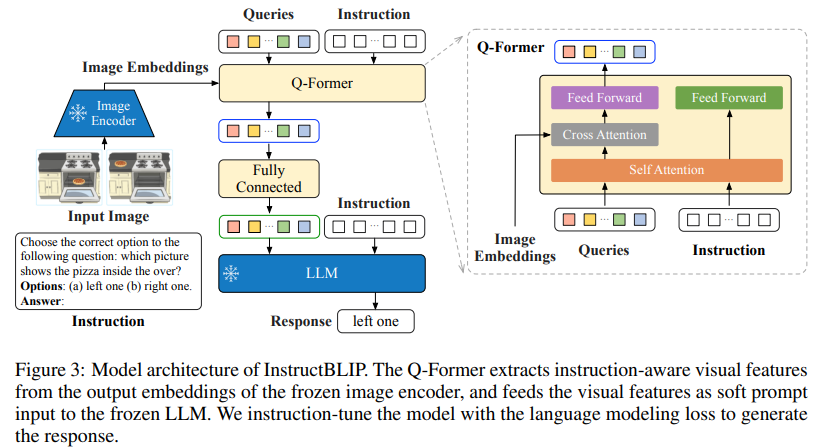 Queries
Instruction
Image Embeddings
Q-Former
Image
Encoder
Input Image
Fully
Connected
Instruction
Choose the correct option to the
following question: which picture
shows the pizza inside the over?
Options: (a) left one (b) right one.
Answer:
Instruction
LLM
Response
left one
Q-Former
Feed Forward
Feed Forward
Cross Attention
Self Attention
Image
Embeddings
Queries
Instruction
Figure 3: Model architecture of InstructBLIP. The Q-Former extracts instruction-aware visual features
from the output embeddings of the frozen image encoder, and feeds the visual features as soft prompt
input to the frozen LLM. We instruction-tune the model with the language modeling loss to generate
the response.